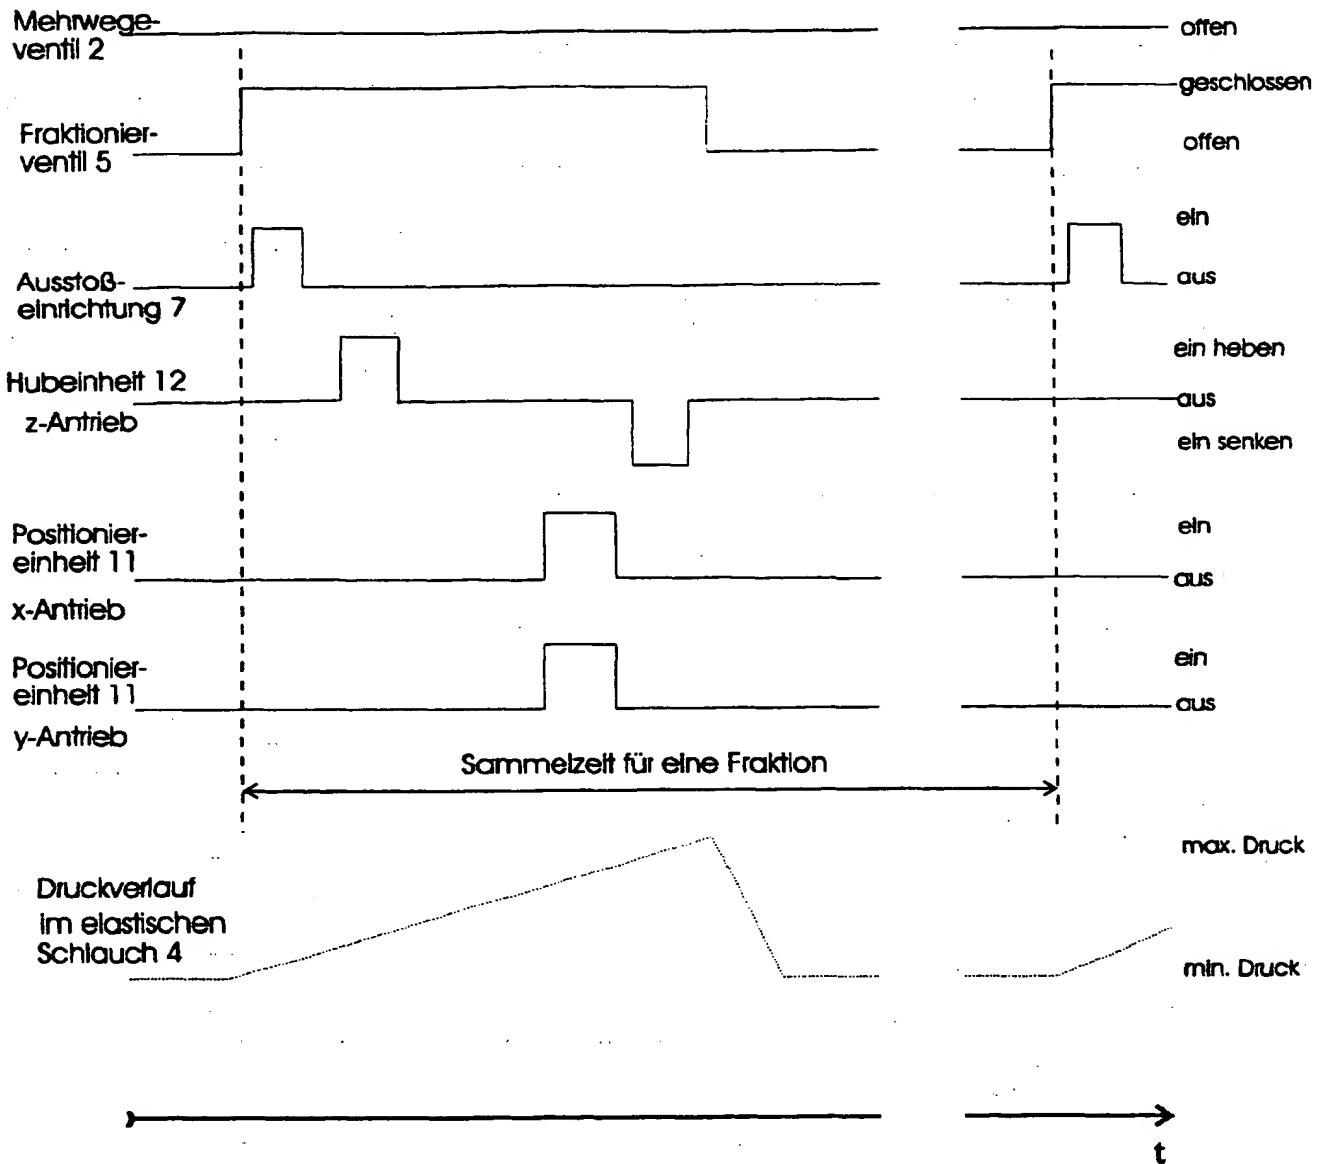 Mehrwege-
ventil 2
offen
geschlossen
Fraktionier-
ventil 5
offen
ein
Ausstoß-
einrichtung 7
aus
ein heben
Hubeinheit 12
z-Antrieb
aus
ein senken
Positionier-
einheit 11
x-Antrieb
ein
aus
Positionier-
einheit 11
y-Antrieb
ein
aus
Sammelzeit für eine Fraktion
max. Druck
Druckverlauf
im elastischen
Schlauch 4
min. Druck
t